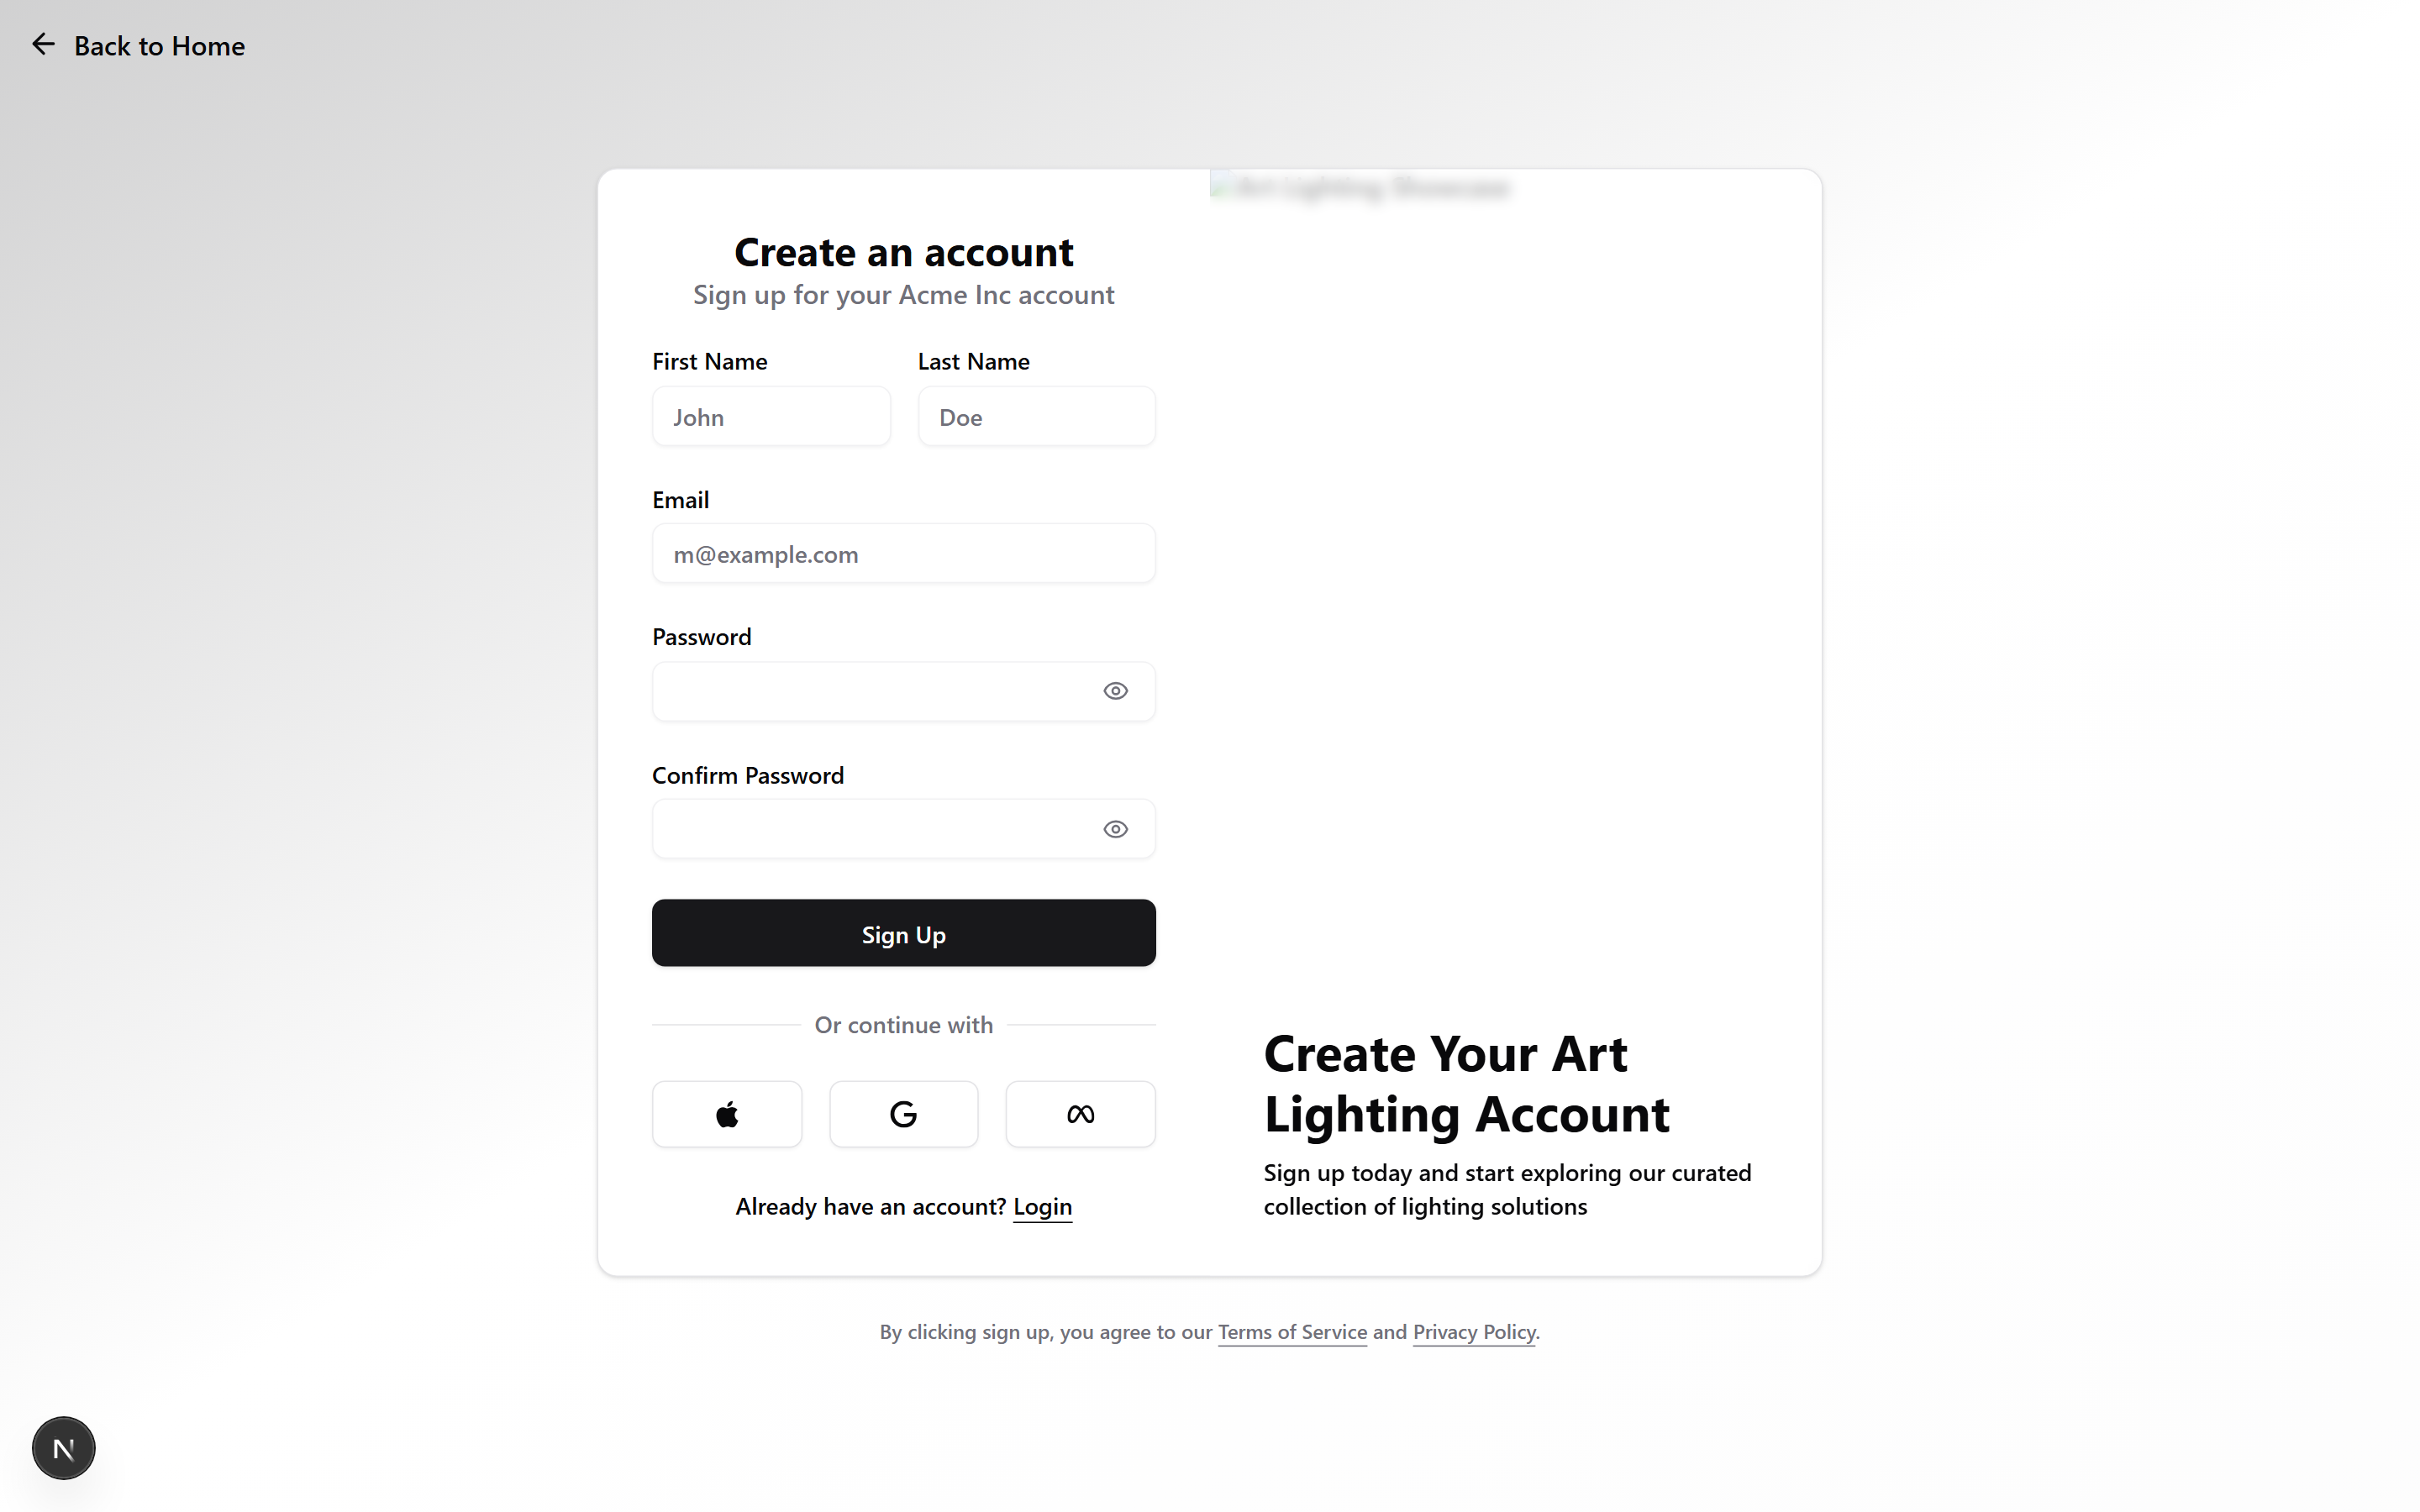 Back to Home
Art Lighting Showcase
Create an account
Sign up for your Acme Inc account
First Name
Last Name
John
Doe
Email
m@example.com
Password
Confirm Password
Sign Up
Or continue with
Already have an account? Login
Create Your Art
Lighting Account
Sign up today and start exploring our curated
collection of lighting solutions
By clicking sign up, you agree to our Terms of Service and Privacy Policy.
N